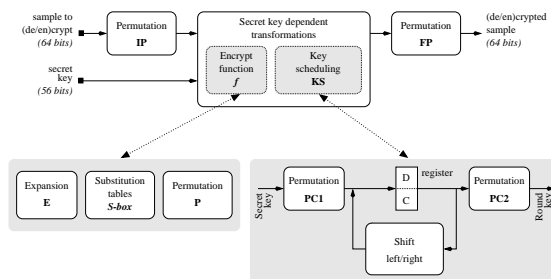 sample to
(de/en)crypt
(64 bits)
Permutation
IP
Secret key dependent
transformations
Permutation
FP
(de/en)crypted
sample
(64 bits)
secret
key
(56 bits)
Encrypt
function
f
Key
scheduling
KS
Expansion
E
Substitution
tables
S-box
Permutation
P
Secret
key
Permutation
PC1
D
C
register
Permutation
PC2
Round
key
Shift
left/right